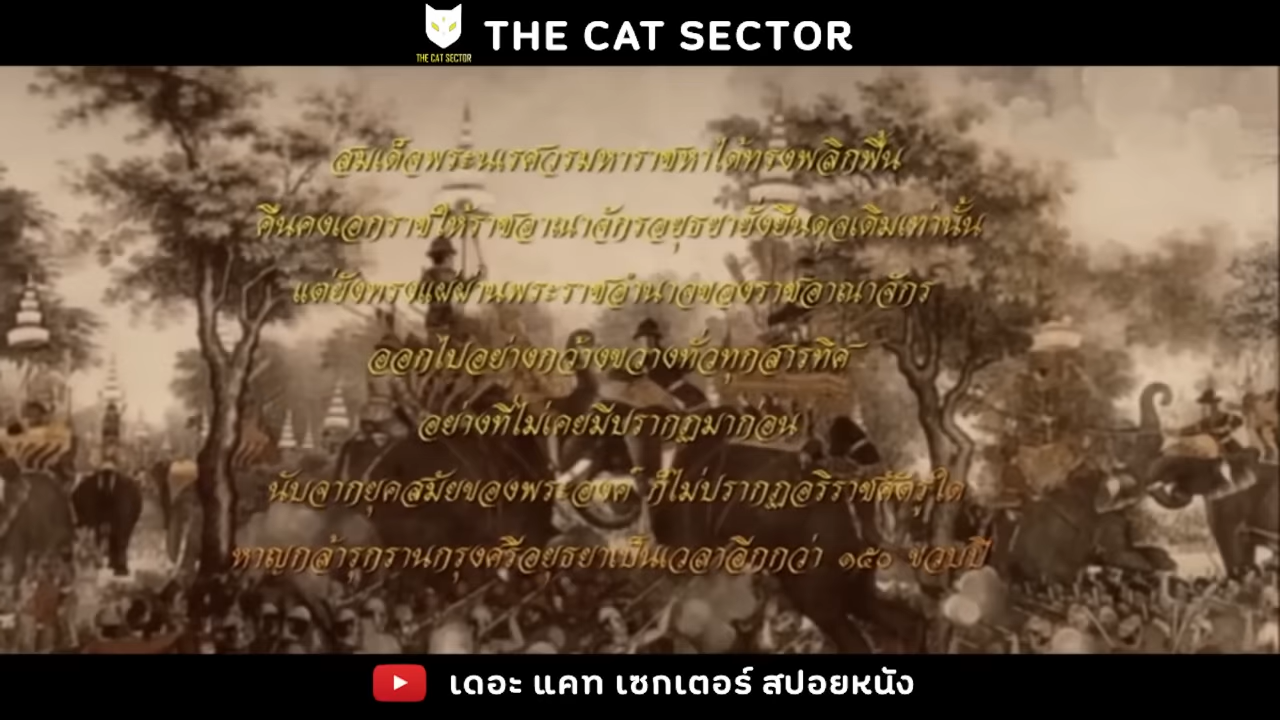 THE CAT SECTOR
THE CAT SECTOR
สมเด็จพระนเรศวรมหาราชหาได้ทรงพลิกฟื้น
คืนคงเอกราชให้ราชอาณาจักรอยุธยายั่งยืนดุจเดิมเท่านั้น
แต่ยังทรงแผ่ผ่านพระราชอำนาจของราชอาณาจักร
ออกไปอย่างกว้างขวางทั่วทุกสารทิศ
อย่างที่ไม่เคยมีปรากฏมาก่อน
นับจากยุคสมัยของพระองค์ ก็ไม่ปรากฏอริราชศัตรูใด
หาญกล้ารุกรานกรุงศรีอยุธยาเป็นเวลาอีกกว่า ๑๕๐ ขวบปี
เดอะ แคท เซกเตอร์ สปอยหนัง